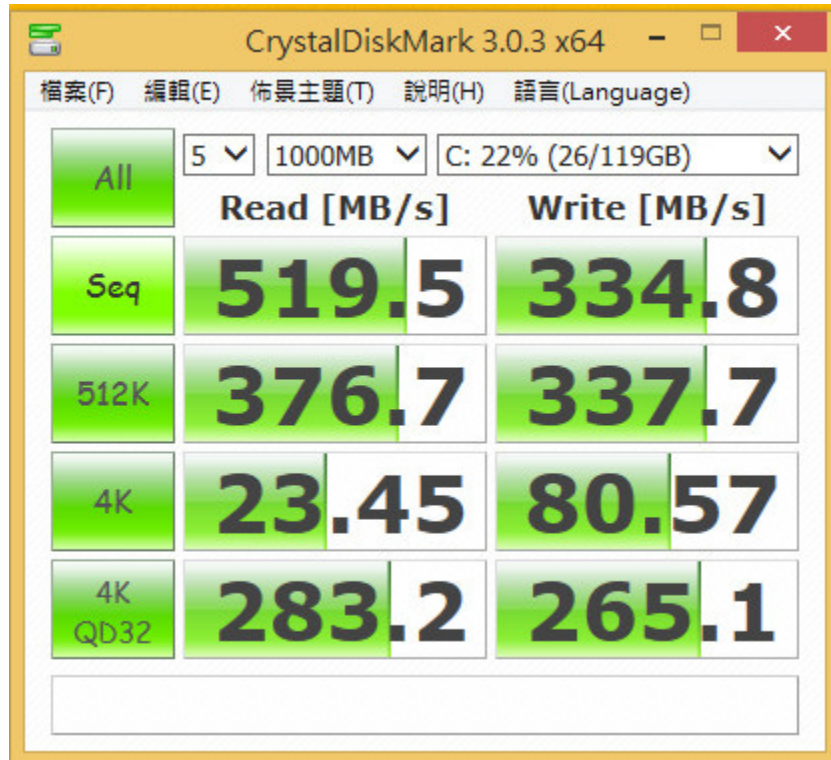 CrystalDiskMark 3.0.3 x64
檔案(F) 編輯(E) 佈景主題(T) 說明(H) 語言(Language)
All 5 1000MB C: 22% (26/119GB)
Read [MB/s] Write [MB/s]
Seq 519.5 334.8
512K 376.7 337.7
4K 23.45 80.57
4K QD32 283.2 265.1